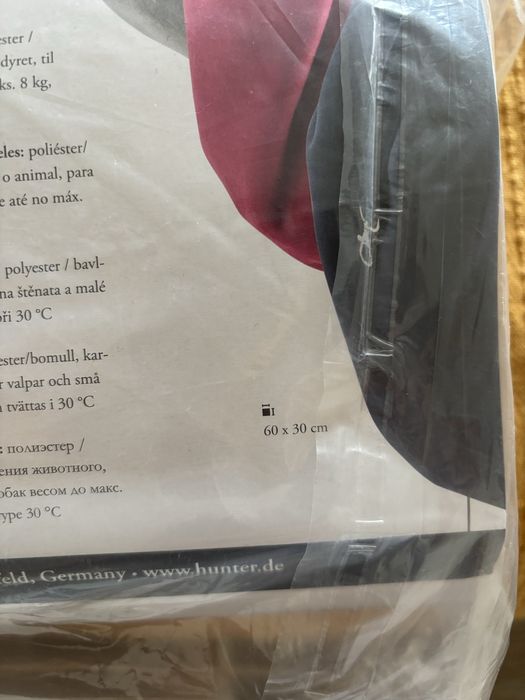 ester /
dyret, til
ks. 8 kg,
eles: poliéster/
o animal, para
e até no máx.
polyester / bavl-
na štěnata a malé
ři 30 °C
ester/bomull, kar-
r valpar och små
tvättas i 30 °C
: полиэстер /
ения животного,
обак весом до макс.
уре 30 °C
60 x 30 cm
feld, Germany • www.hunter.de